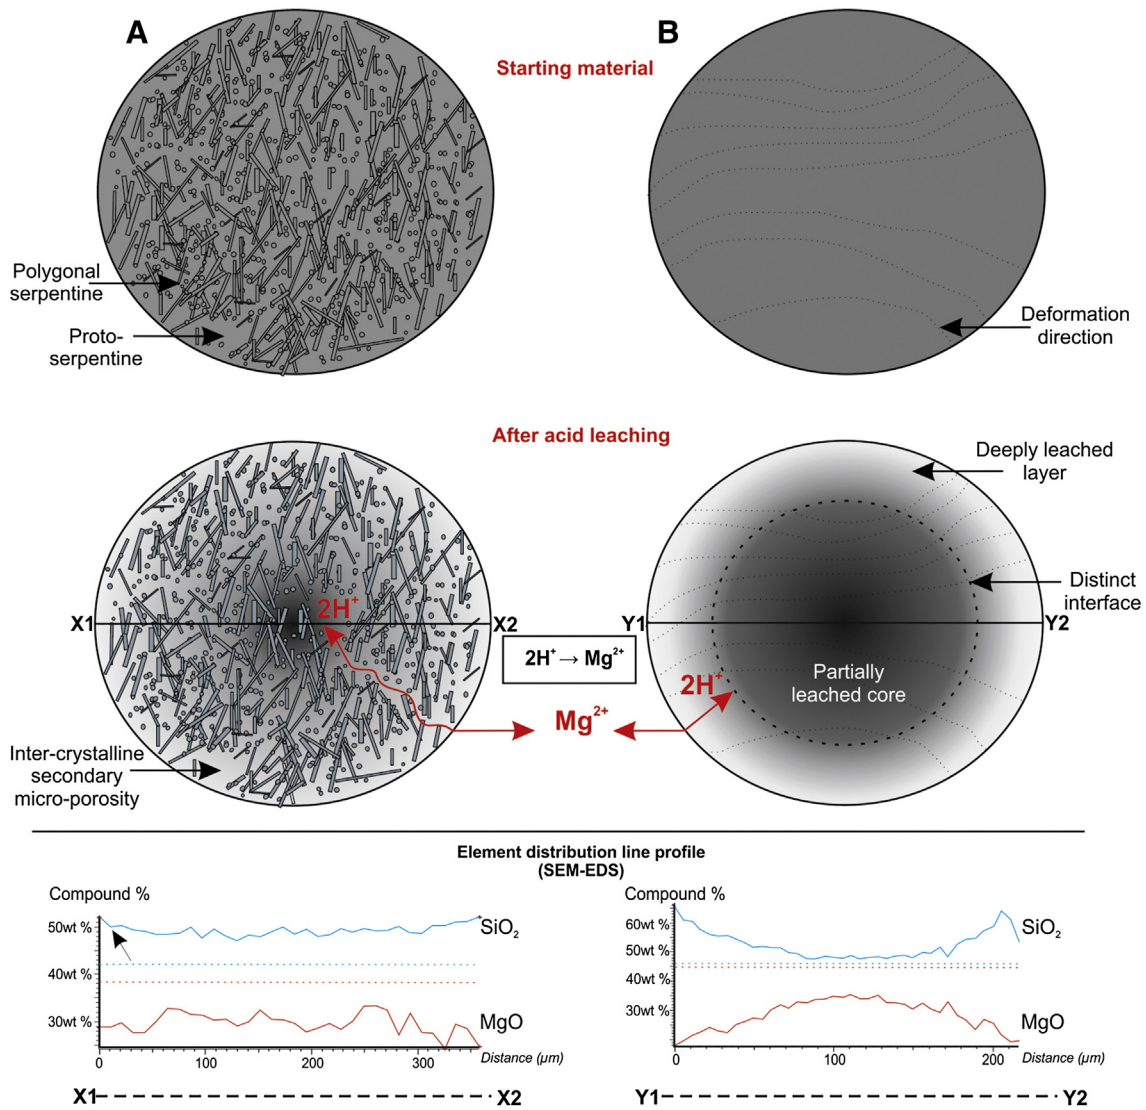 A
B
Starting material
Polygonal
serpentine
Proto-
serpentine
Deformation
direction
After acid leaching
Deeply leached
layer
Distinct
interface
X1
2H+
X2
2H+ → Mg2+
Y1
Y2
Partially
leached core
2H+
Mg2+
Inter-crystalline
secondary
micro-porosity
Element distribution line profile
(SEM-EDS)
Compound %
50wt %
40wt %
30wt %
SiO2
MgO
0
100
200
300
Distance (μm)
X1
X2
Compound %
60wt %
50wt %
40wt %
30wt %
SiO2
MgO
0
100
200
Distance (μm)
Y1
Y2